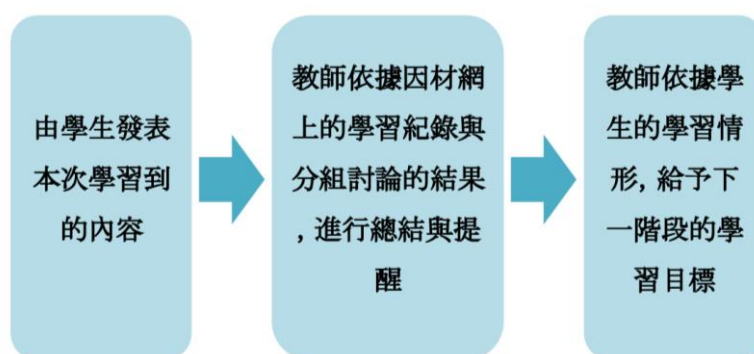 由學生發表
本次學習到
的內容
教師依據因材網
上的學習紀錄與
分組討論的結果
, 進行總結與提
醒
教師依據學
生的學習情
形, 給予下
一階段的學
習目標